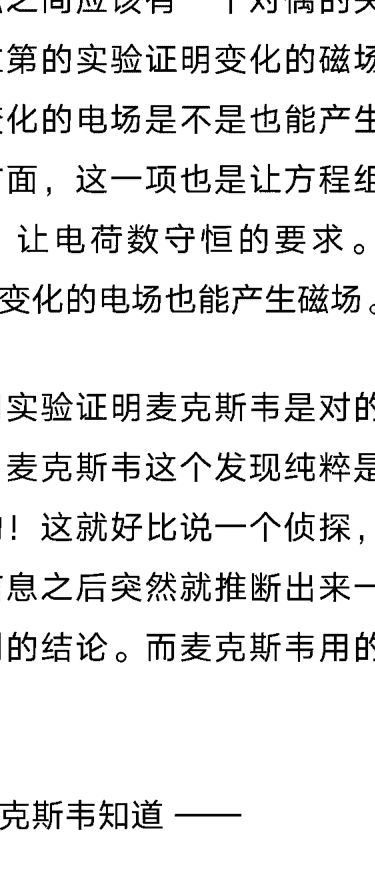 之间应该有一个对偶的关
第的实验证明变化的磁场
变化的电场是不是也能产生
方面，这一项也是让方程组
让电荷数守恒的要求。
变化的电场也能产生磁场。
实验证明麦克斯韦是对的
麦克斯韦这个发现纯粹是
！这就好比说一个侦探，
信息之后突然就推断出来一
的结论。而麦克斯韦用的
克斯韦知道 ——